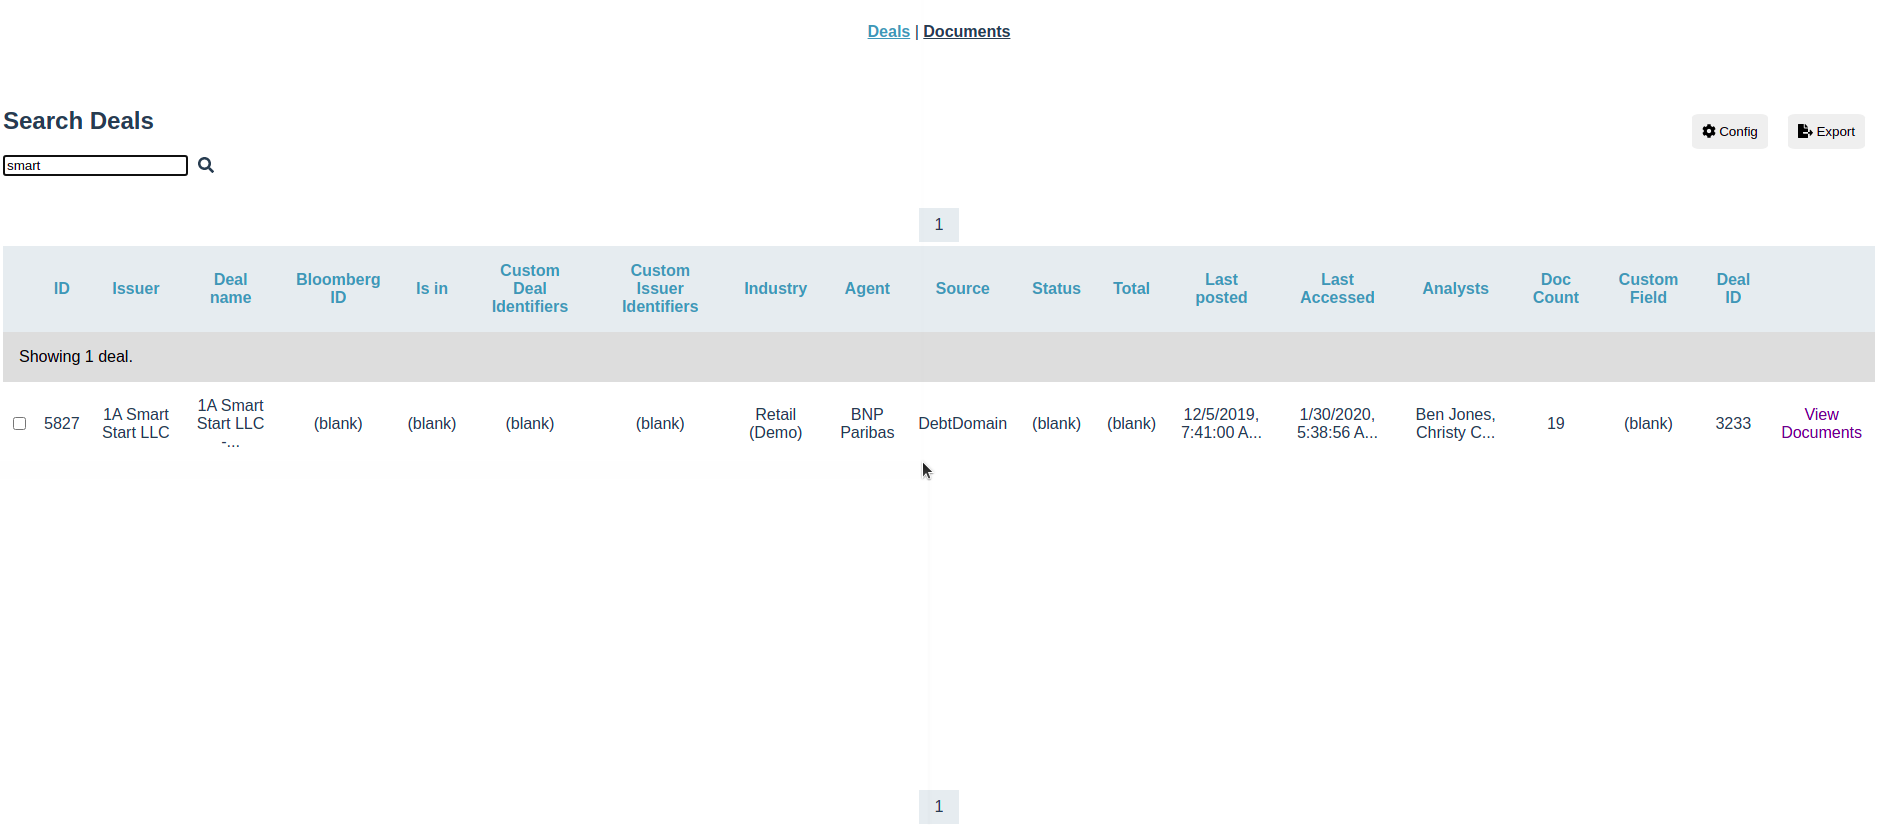 Deals | Documents
Search Deals
Config
Export
smart
1
ID
Issuer
Deal
name
Bloomberg
ID
Is in
Custom
Deal
Identifiers
Custom
Issuer
Identifiers
Industry
Agent
Source
Status
Total
Last
posted
Last
Accessed
Analysts
Doc
Count
Custom
Field
Deal
ID
Showing 1 deal.
5827
1A Smart
Start LLC
1A Smart
Start LLC
-...
(blank)
(blank)
(blank)
(blank)
Retail
(Demo)
BNP
Paribas
DebtDomain
(blank)
(blank)
12/5/2019,
7:41:00 A...
1/30/2020,
5:38:56 A...
Ben Jones,
Christy C...
19
(blank)
3233
View
Documents
1